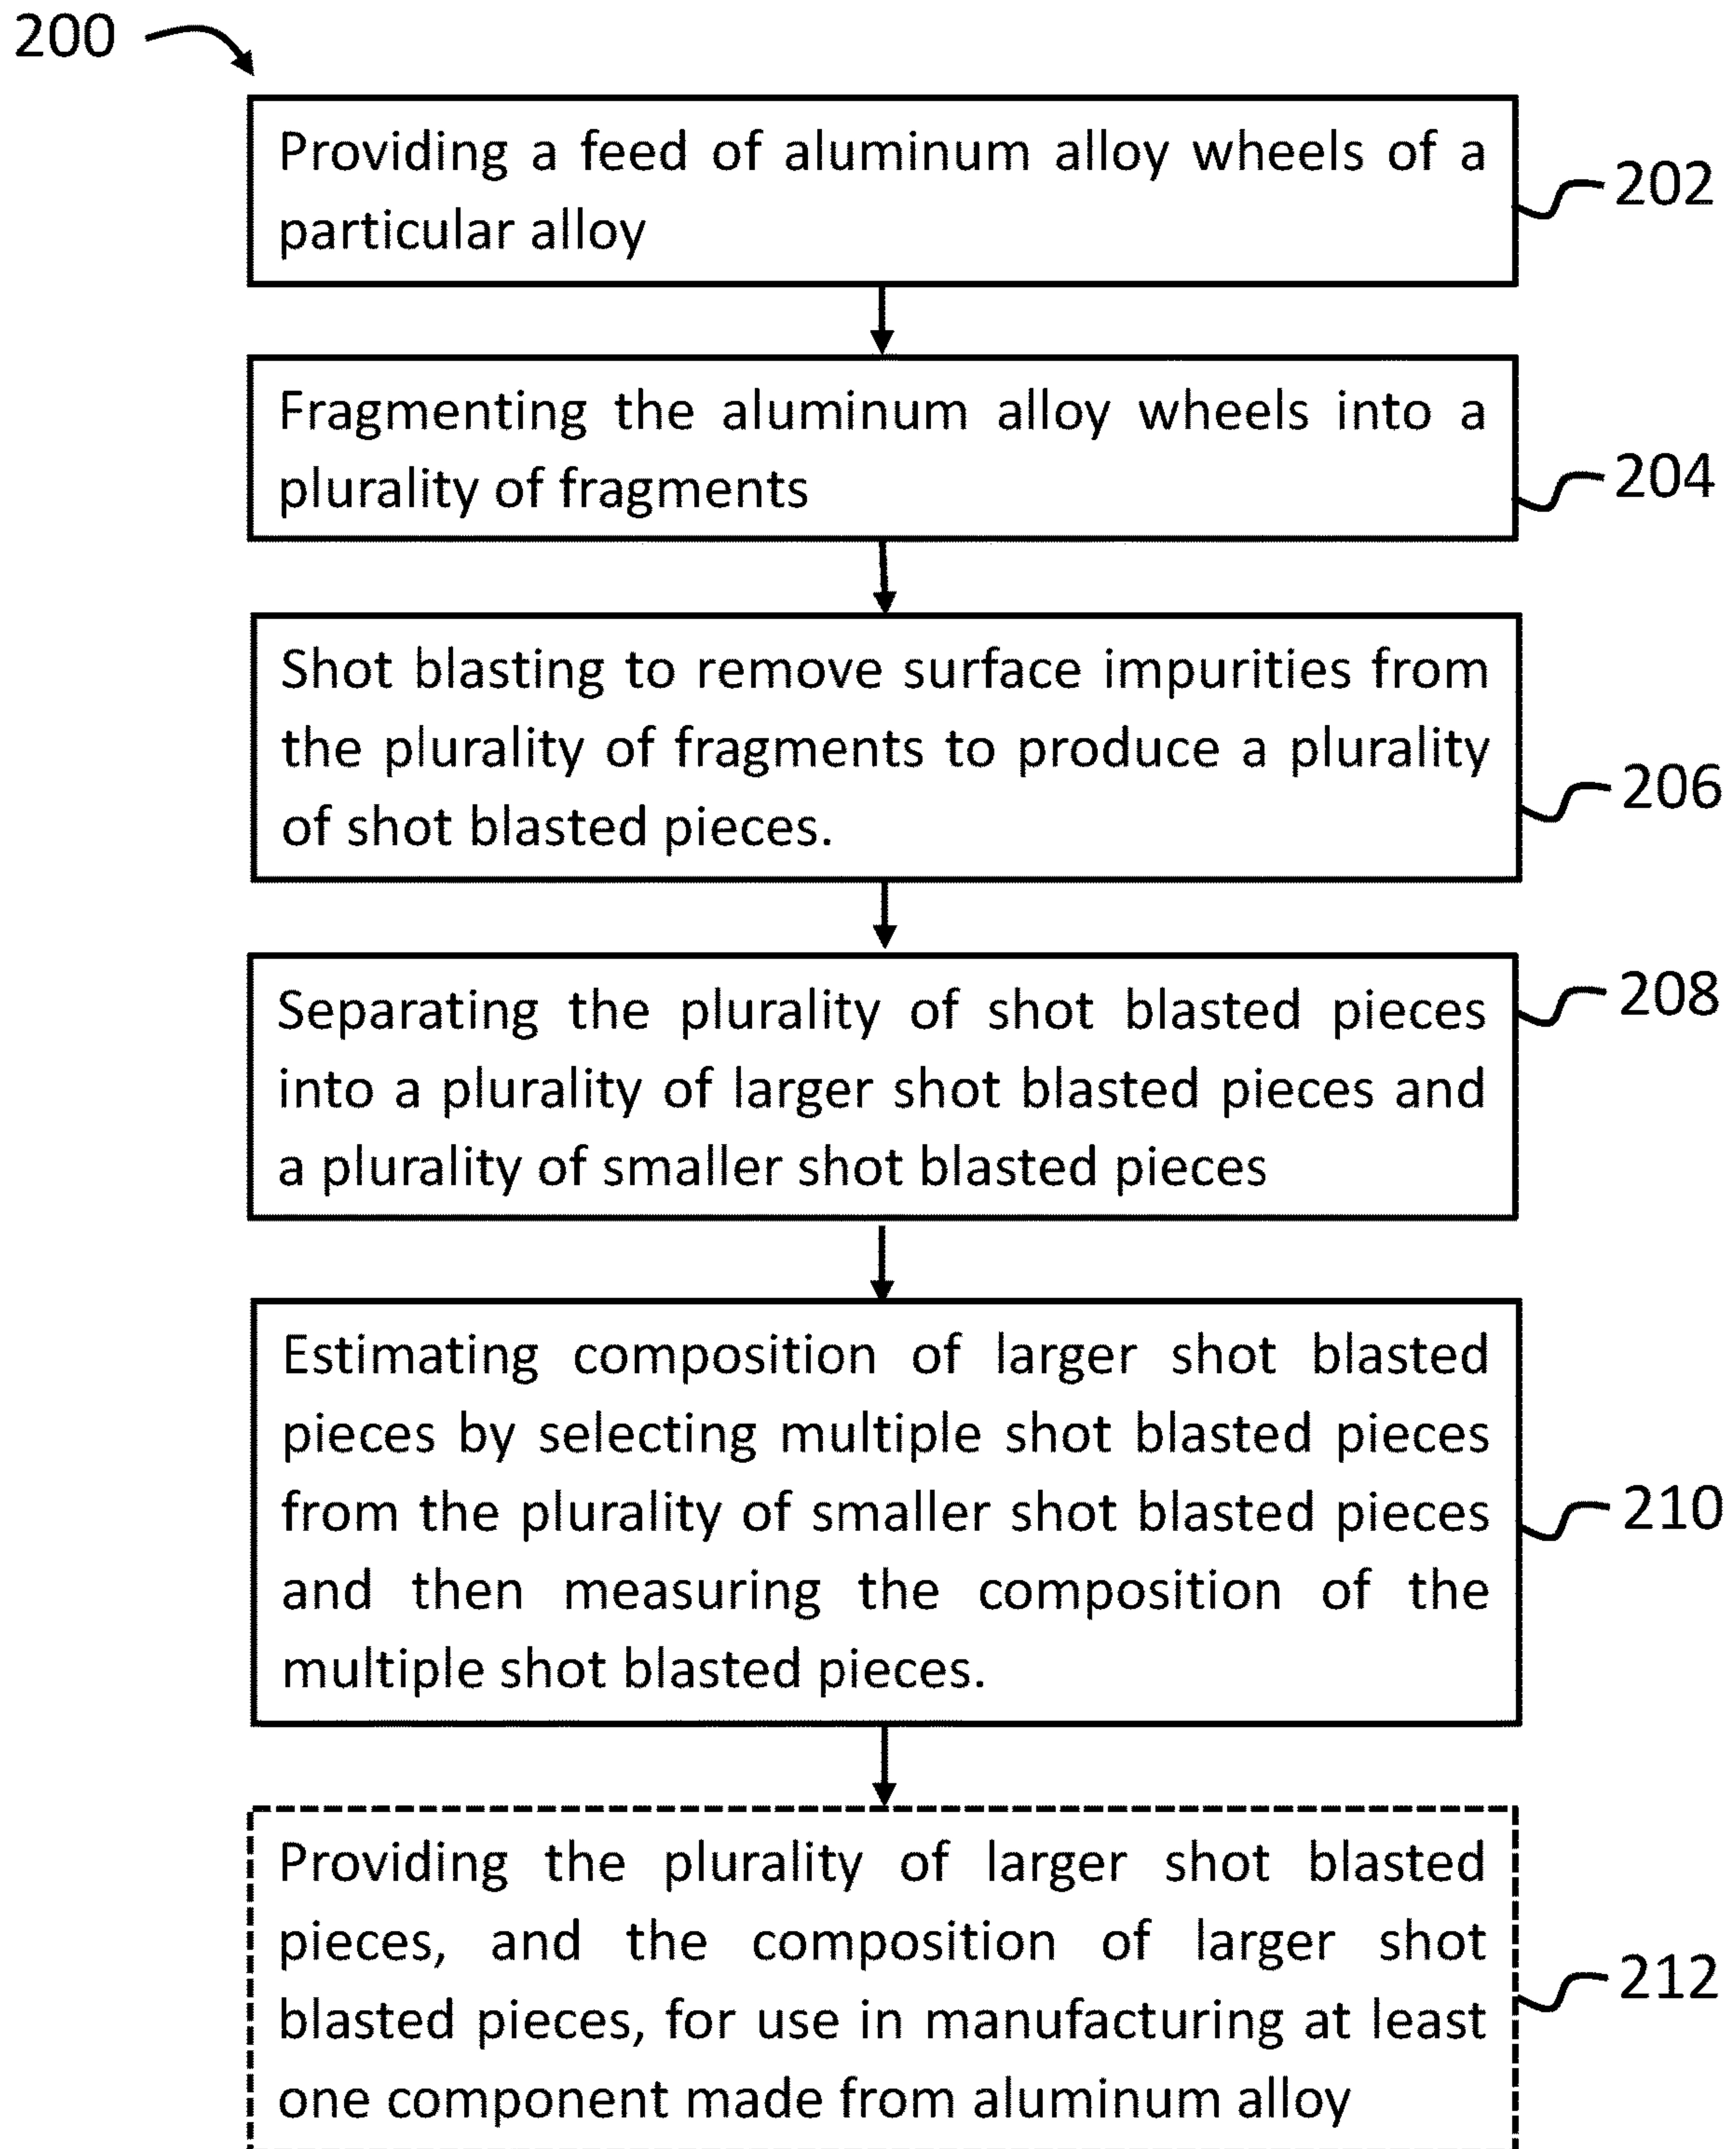 200
Providing a feed of aluminum alloy wheels of a
particular alloy
202
Fragmenting the aluminum alloy wheels into a
plurality of fragments
204
Shot blasting to remove surface impurities from
the plurality of fragments to produce a plurality
of shot blasted pieces.
206
Separating the plurality of shot blasted pieces
into a plurality of larger shot blasted pieces and
a plurality of smaller shot blasted pieces
208
Estimating composition of larger shot blasted
pieces by selecting multiple shot blasted pieces
from the plurality of smaller shot blasted pieces
and then measuring the composition of the
multiple shot blasted pieces.
210
Providing the plurality of larger shot blasted
pieces, and the composition of larger shot
blasted pieces, for use in manufacturing at least
one component made from aluminum alloy
212